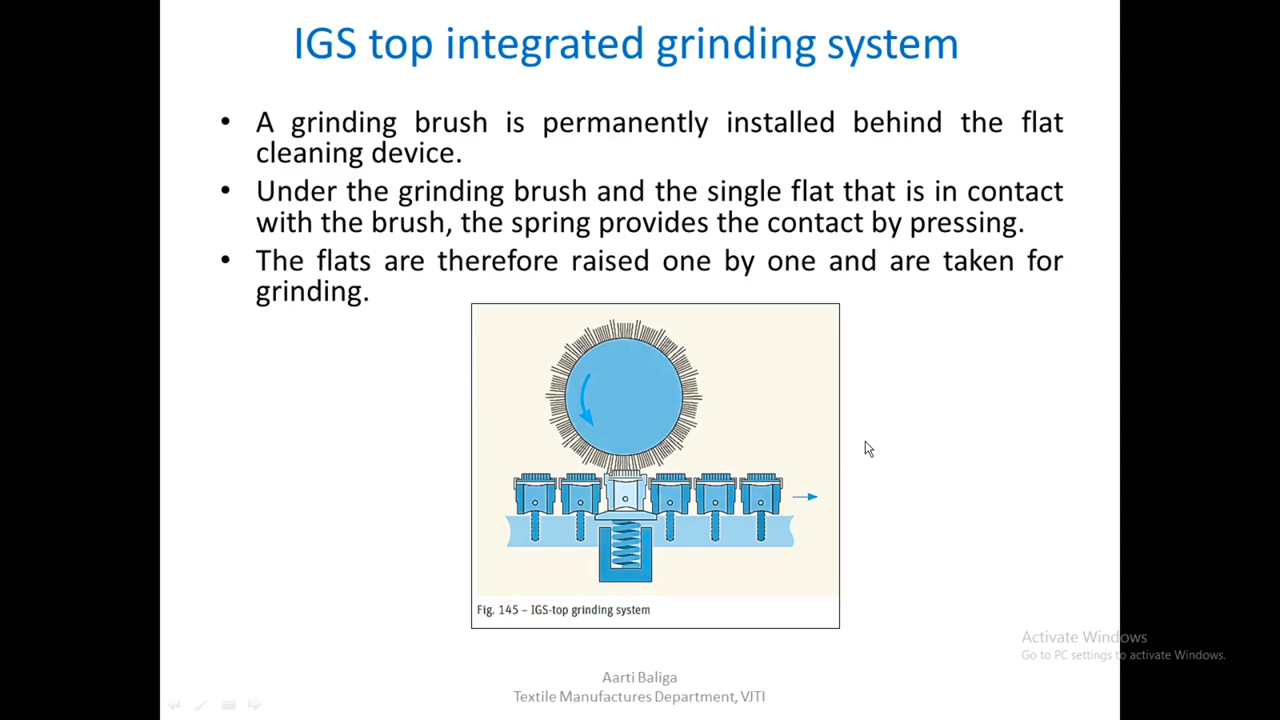 IGS top integrated grinding system
• A grinding brush is permanently installed behind the flat
cleaning device.
• Under the grinding brush and the single flat that is in contact
with the brush, the spring provides the contact by pressing.
• The flats are therefore raised one by one and are taken for
grinding.
Fig. 145 – IGS-top grinding system
Activate Windows
Go to PC settings to activate Windows.
Aarti Baliga
Textile Manufactures Department, VJTI